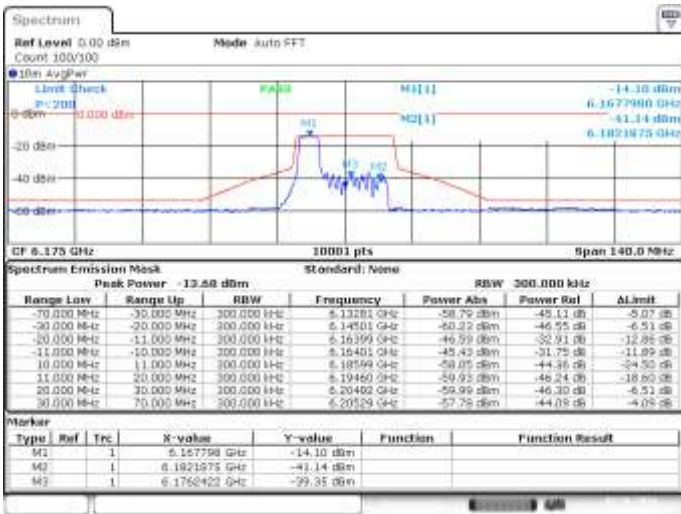 Spectrum
Ref Level 0.00 dBm Mode Auto FFT
Count 100/100
10m AvgPwr
Limit Check PASS M1[1] -14.10 dBm
P<200 6.1677980 GHz
0 dBm 0.000 dBm M2[1] -41.14 dBm
M1 6.1821875 GHz
-20 dBm
M3 M2
-40 dBm
-60 dBm
CF 6.175 GHz 10001 pts Span 140.0 MHz
Spectrum Emission Mask Standard: None
Peak Power -13.68 dBm RBW 300.000 kHz
Range Low Range Up RBW Frequency Power Abs Power Rel ΔLimit
-70.000 MHz -30.000 MHz 300.000 kHz 6.13281 GHz -58.79 dBm -45.11 dB -5.07 dB
-30.000 MHz -20.000 MHz 300.000 kHz 6.14501 GHz -60.23 dBm -46.55 dB -6.51 dB
-20.000 MHz -11.000 MHz 300.000 kHz 6.16399 GHz -46.59 dBm -32.91 dB -12.86 dB
-11.000 MHz -10.000 MHz 300.000 kHz 6.16401 GHz -45.43 dBm -31.75 dB -11.89 dB
10.000 MHz 11.000 MHz 300.000 kHz 6.18599 GHz -58.05 dBm -44.36 dB -24.50 dB
11.000 MHz 20.000 MHz 300.000 kHz 6.19460 GHz -59.93 dBm -46.24 dB -18.60 dB
20.000 MHz 30.000 MHz 300.000 kHz 6.20492 GHz -59.99 dBm -46.30 dB -6.51 dB
30.000 MHz 70.000 MHz 300.000 kHz 6.20529 GHz -57.78 dBm -44.09 dB -4.09 dB
Marker
Type Ref Trc X-value Y-value Function Function Result
M1 1 6.167798 GHz -14.10 dBm
M2 1 6.1821875 GHz -41.14 dBm
M3 1 6.1762422 GHz -39.35 dBm